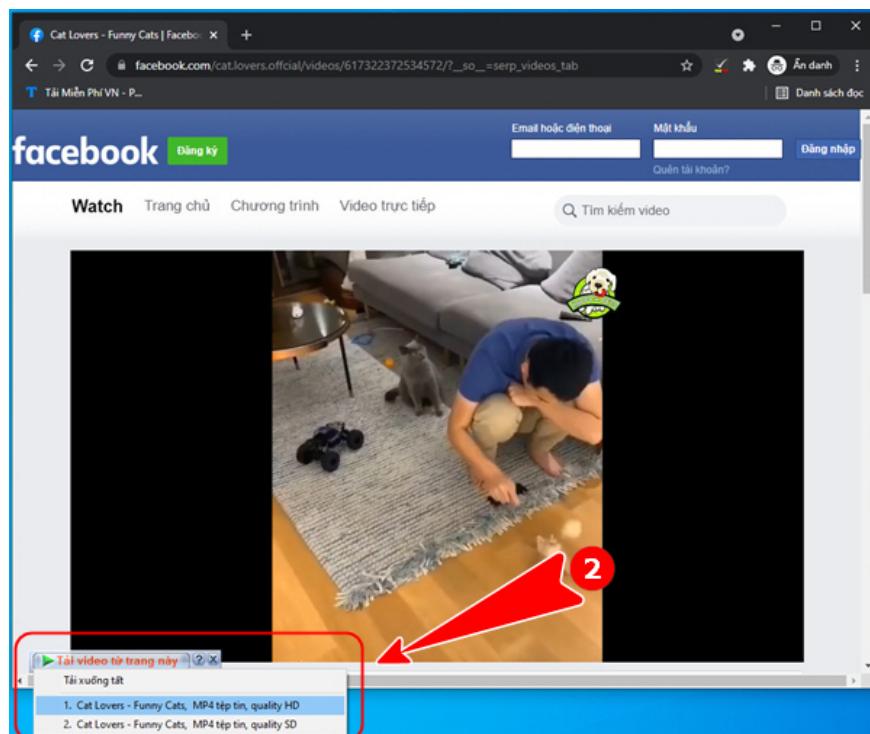 Cat Lovers - Funny Cats | Facebo
facebook.com/cat.lovers.offcial/videos/617322372534572/?__so__=serp_videos_tab
Ẩn danh
Tải Miễn Phí VN - P...
Danh sách đọc
Email hoặc điện thoại
Mật khẩu
facebook
Đăng ký
Đăng nhập
Quên tài khoản?
Watch
Trang chủ
Chương trình
Video trực tiếp
Tìm kiếm video
2
Tải video từ trang này
Tải xuống tất
1. Cat Lovers - Funny Cats, MP4 tệp tin, quality HD
2. Cat Lovers - Funny Cats, MP4 tệp tin, quality SD